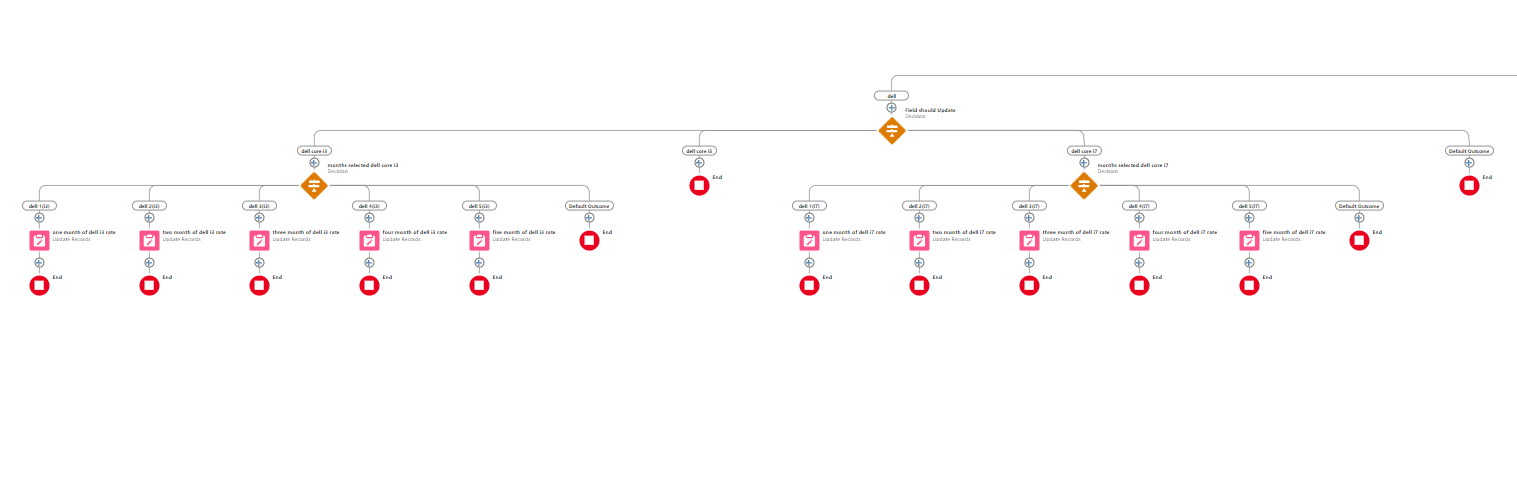 dell
Field should Update
Decision
dell core i3
dell core i5
dell core i7
Default Outcome
months selected dell core i3
Decision
End
months selected dell core i7
Decision
End
dell 1(i3)
dell 2(i3)
dell 3(i3)
dell 4(i3)
dell 5(i3)
Default Outcome
dell 1(i7)
dell 2(i7)
dell 3(i7)
dell 4(i7)
dell 5(i7)
Default Outcome
one month of dell i3 rate
Update Records
two month of dell i3 rate
Update Records
three month of dell i3 rate
Update Records
four month of dell i3 rate
Update Records
five month of dell i3 rate
Update Records
End
one month of dell i7 rate
Update Records
two month of dell i7 rate
Update Records
three month of dell i7 rate
Update Records
four month of dell i7 rate
Update Records
five month of dell i7 rate
Update Records
End
End
End
End
End
End
End
End
End
End
End